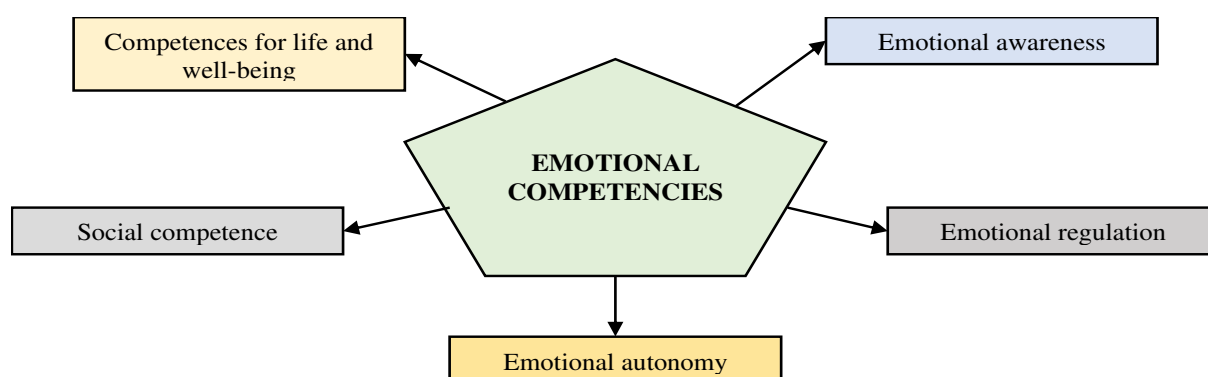 Competences for life and
well-being
Emotional awareness
EMOTIONAL
COMPETENCIES
Social competence
Emotional regulation
Emotional autonomy